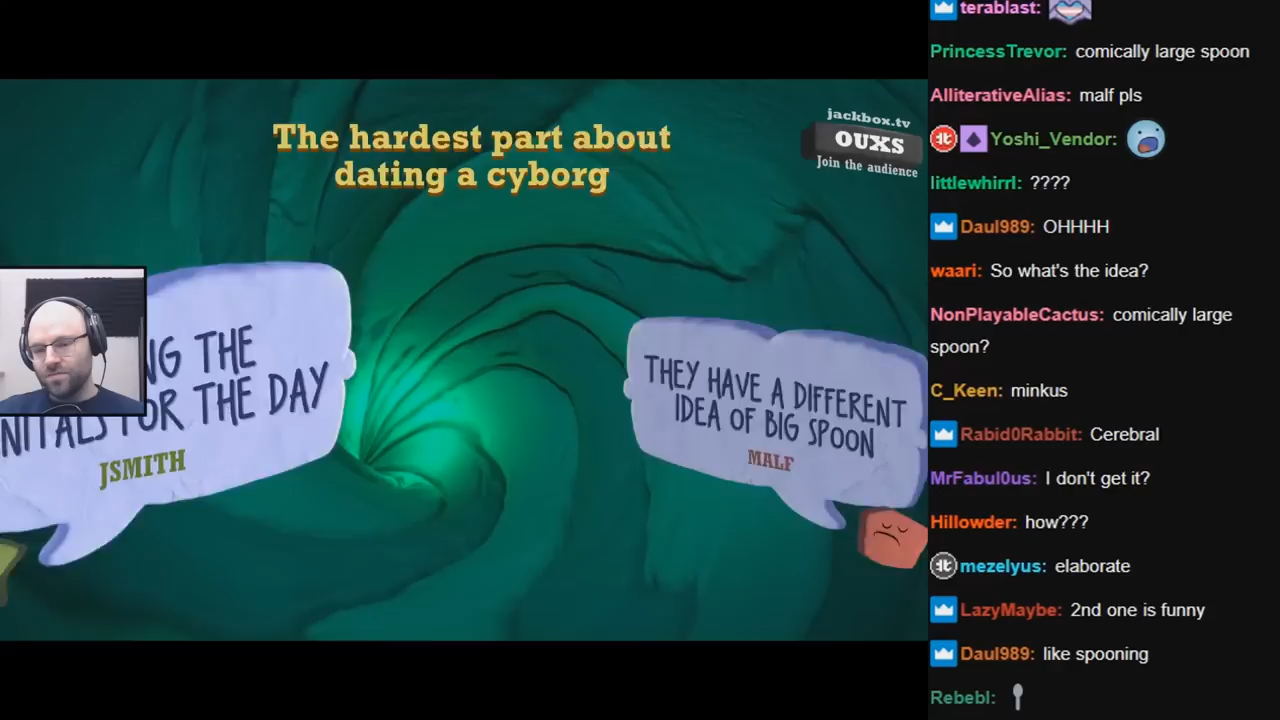 The hardest part about
dating a cyborg
jackbox.tv
OUXS
Join the audience
THE
FOR THE DAY
JSMITH
THEY HAVE A DIFFERENT
IDEA OF BIG SPOON
MALF
terablast:
PrincessTrevor: comically large spoon
AlliterativeAlias: malf pls
Yoshi_Vendor:
littlewhirrl: ????
Daul989: OHHHH
waari: So what's the idea?
NonPlayableCactus: comically large
spoon?
C_Keen: minkus
Rabid0Rabbit: Cerebral
MrFabul0us: I don't get it?
Hillowder: how???
mezelyus: elaborate
LazyMaybe: 2nd one is funny
Daul989: like spooning
Rebebl: